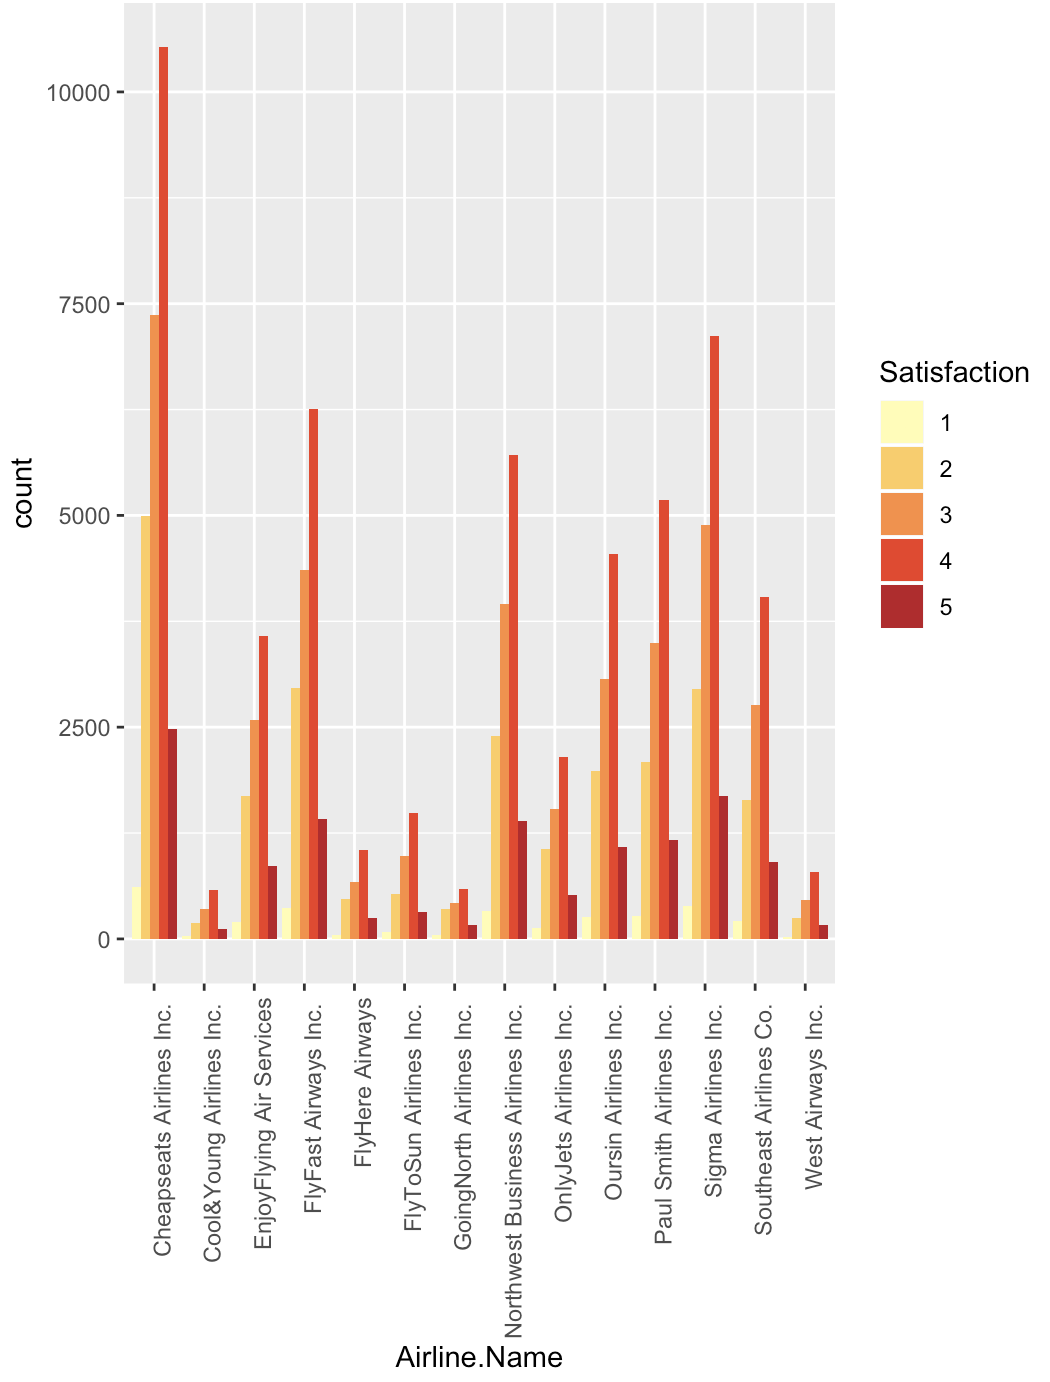 10000
7500
5000
2500
0
count
Cheapseats Airlines Inc.
Cool&Young Airlines Inc.
EnjoyFlying Air Services
FlyFast Airways Inc.
FlyHere Airways
FlyToSun Airlines Inc.
GoingNorth Airlines Inc.
Northwest Business Airlines Inc.
OnlyJets Airlines Inc.
Oursin Airlines Inc.
Paul Smith Airlines Inc.
Sigma Airlines Inc.
Southeast Airlines Co.
West Airways Inc.
Airline.Name
Satisfaction
1
2
3
4
5